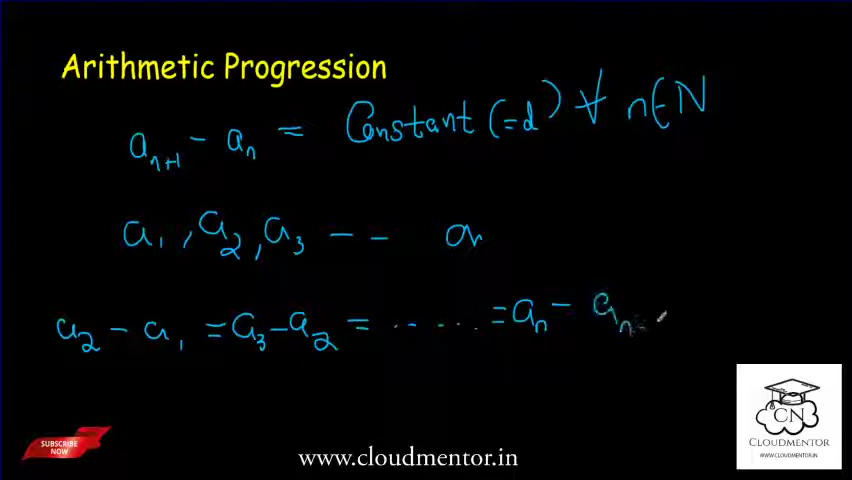 Arithmetic Progression
aₙ₊₁ - aₙ = Constant (=d) ∀ n∈N
a₁, a₂, a₃ -- an
a₂ - a₁ = a₃ - a₂ = ....... = aₙ - aₙ
SUBSCRIBE
NOW
CN
CLOUDMENTOR
WWW.CLOUDMENTOR.IN
www.cloudmentor.in